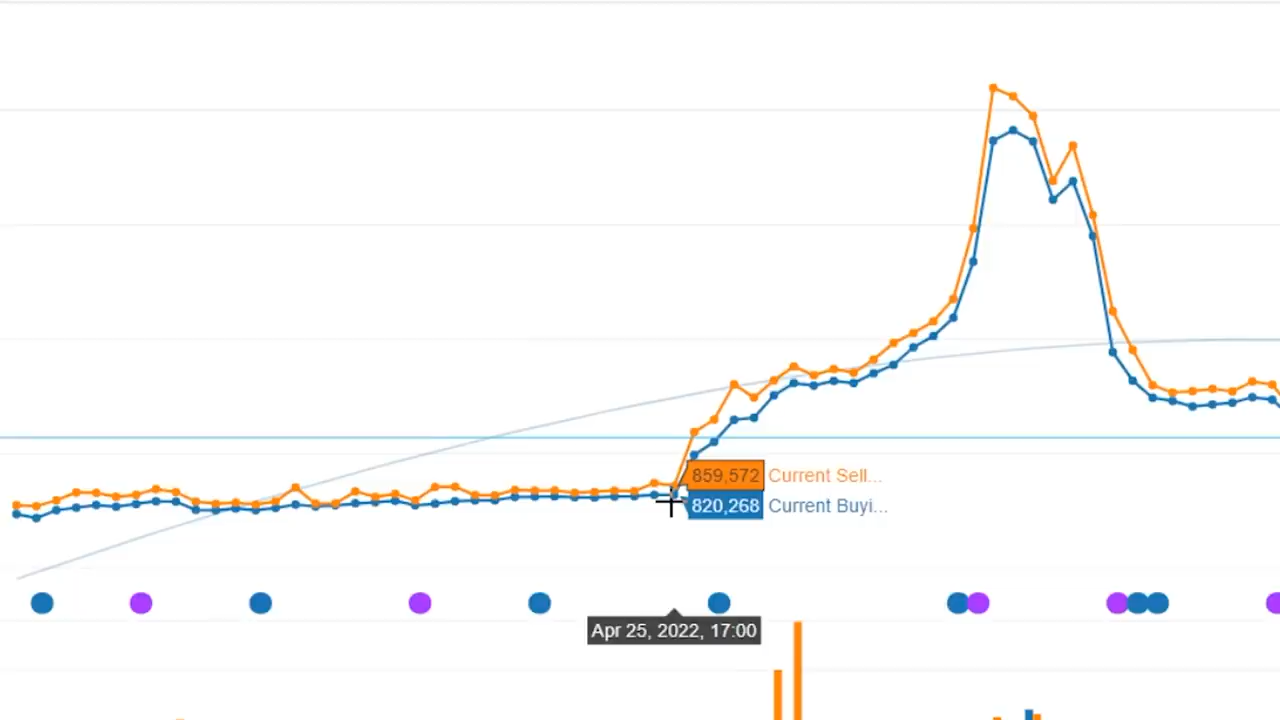 859,572 Current Sell...
820,268 Current Buyi...
Apr 25, 2022, 17:00